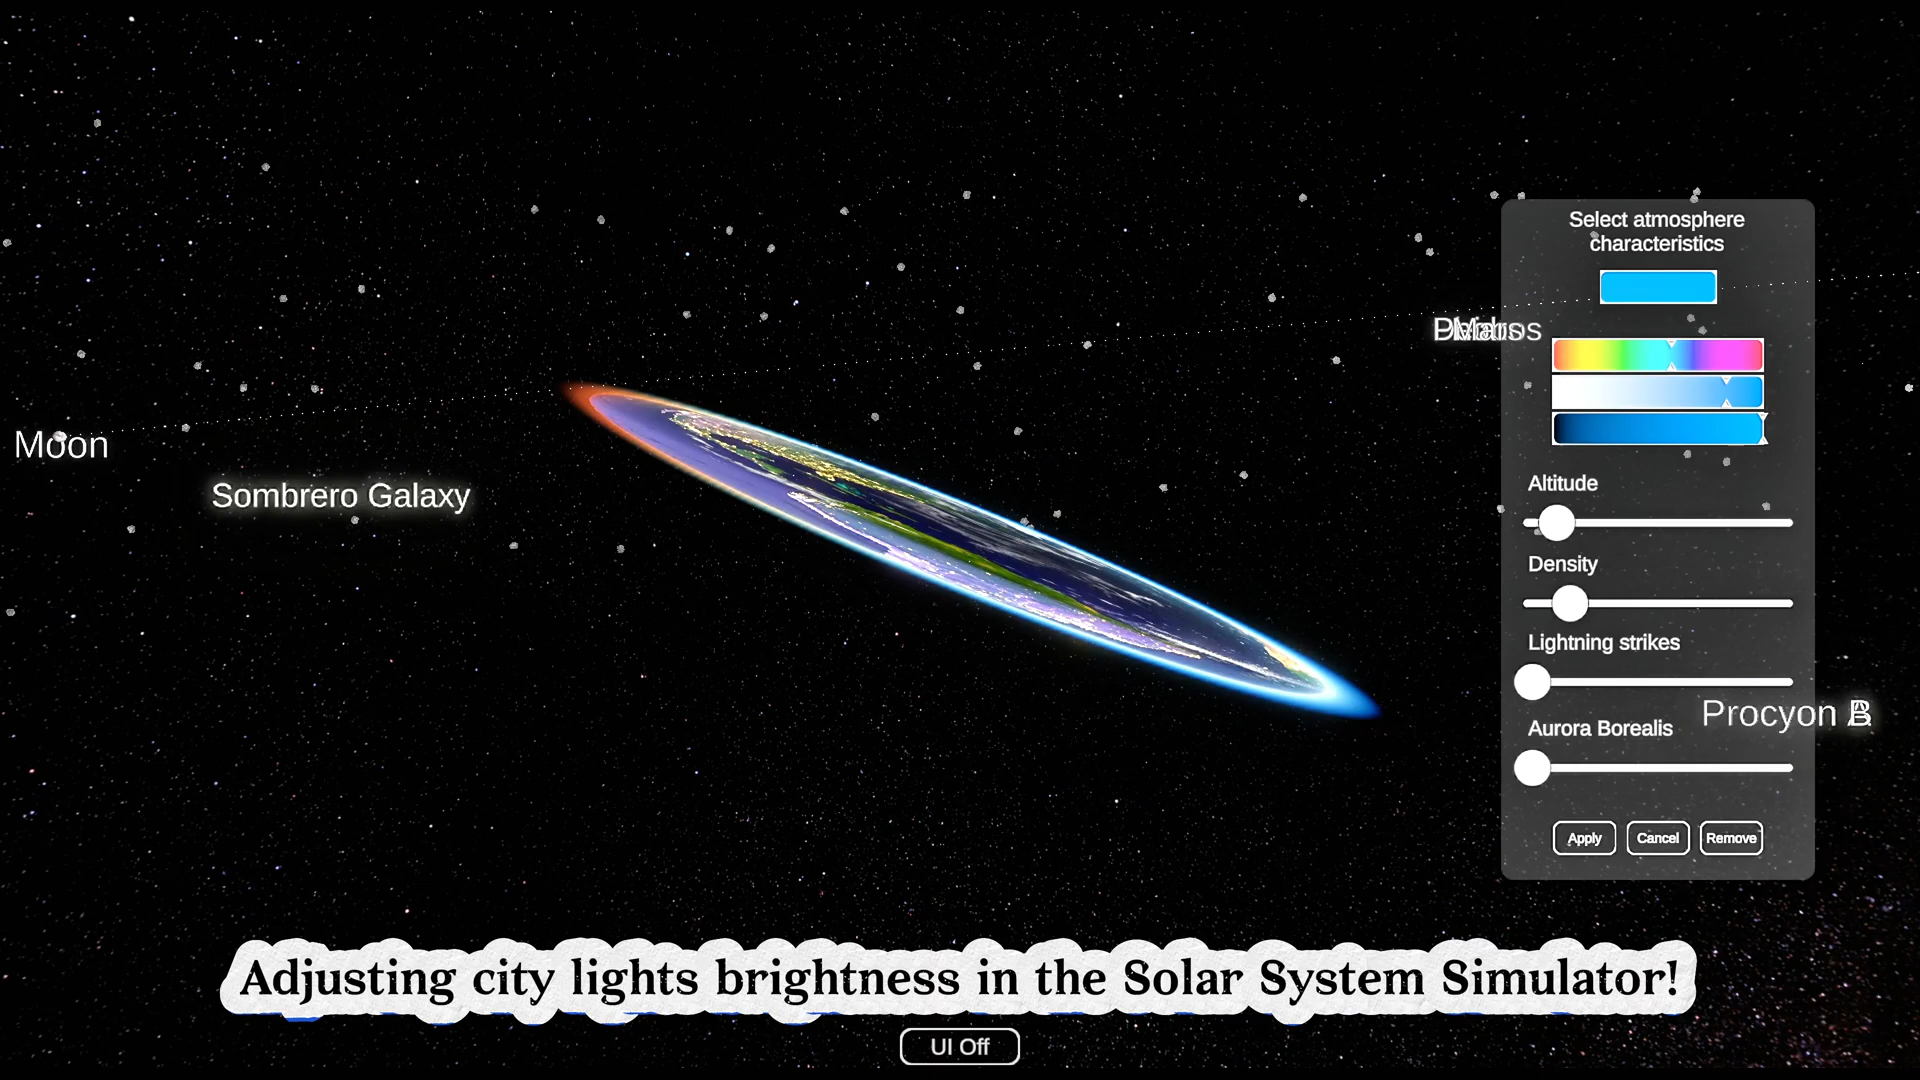 Select atmosphere
characteristics
Mars
Moon
Sombrero Galaxy
Altitude
Density
Lightning strikes
Procyon B
Aurora Borealis
Apply
Cancel
Remove
Adjusting city lights brightness in the Solar System Simulator!
UI Off